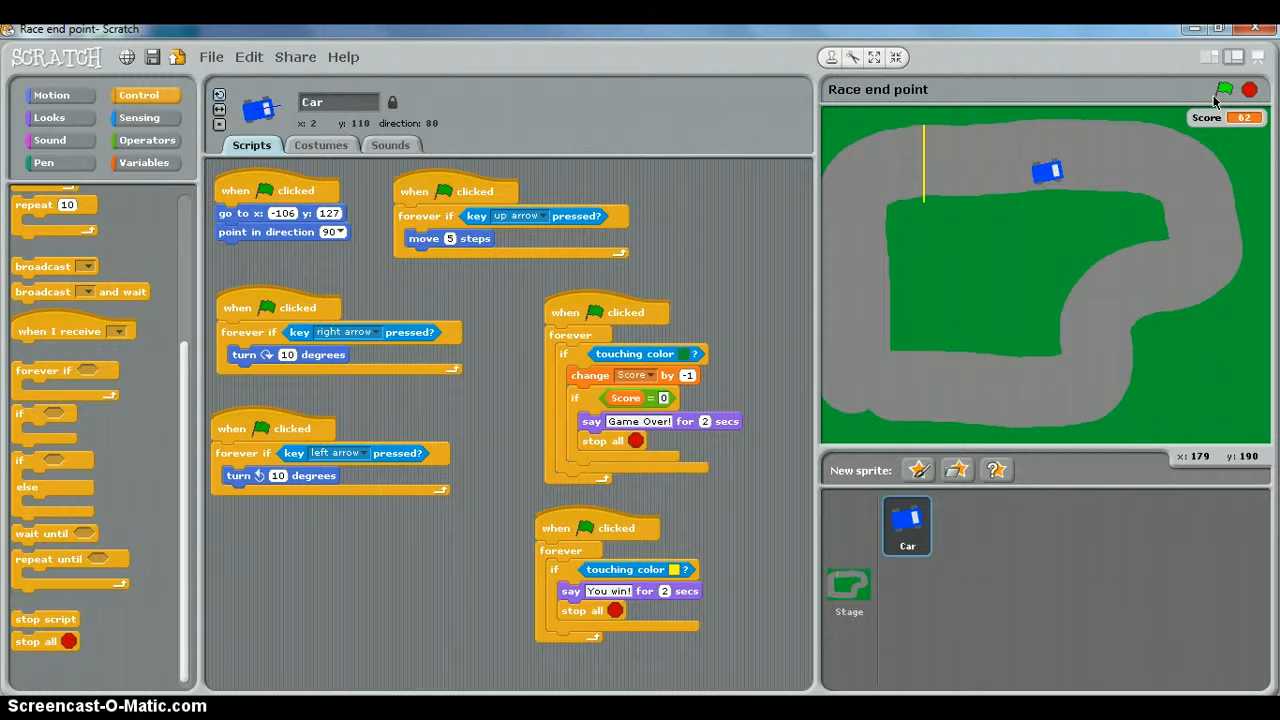 Race end point- Scratch
SCRATCH File Edit Share Help
Motion Control
Looks Sensing
Sound Operators
Pen Variables
repeat 10
broadcast
broadcast and wait
when I receive
forever if
if
if
else
wait until
repeat until
stop script
stop all
Car
x: 2 y: 110 direction: 80
Scripts Costumes Sounds
when clicked
go to x: -106 y: 127
point in direction 90
when clicked
forever if key up arrow pressed?
move 5 steps
when clicked
forever if key right arrow pressed?
turn 10 degrees
when clicked
forever if key left arrow pressed?
turn 10 degrees
when clicked
forever
if touching color ?
change Score by -1
if Score = 0
say Game Over! for 2 secs
stop all
when clicked
forever
if touching color ?
say You win! for 2 secs
stop all
Race end point
Score 62
x: 179 y: 190
New sprite:
Car
Stage
Screencast-O-Matic.com